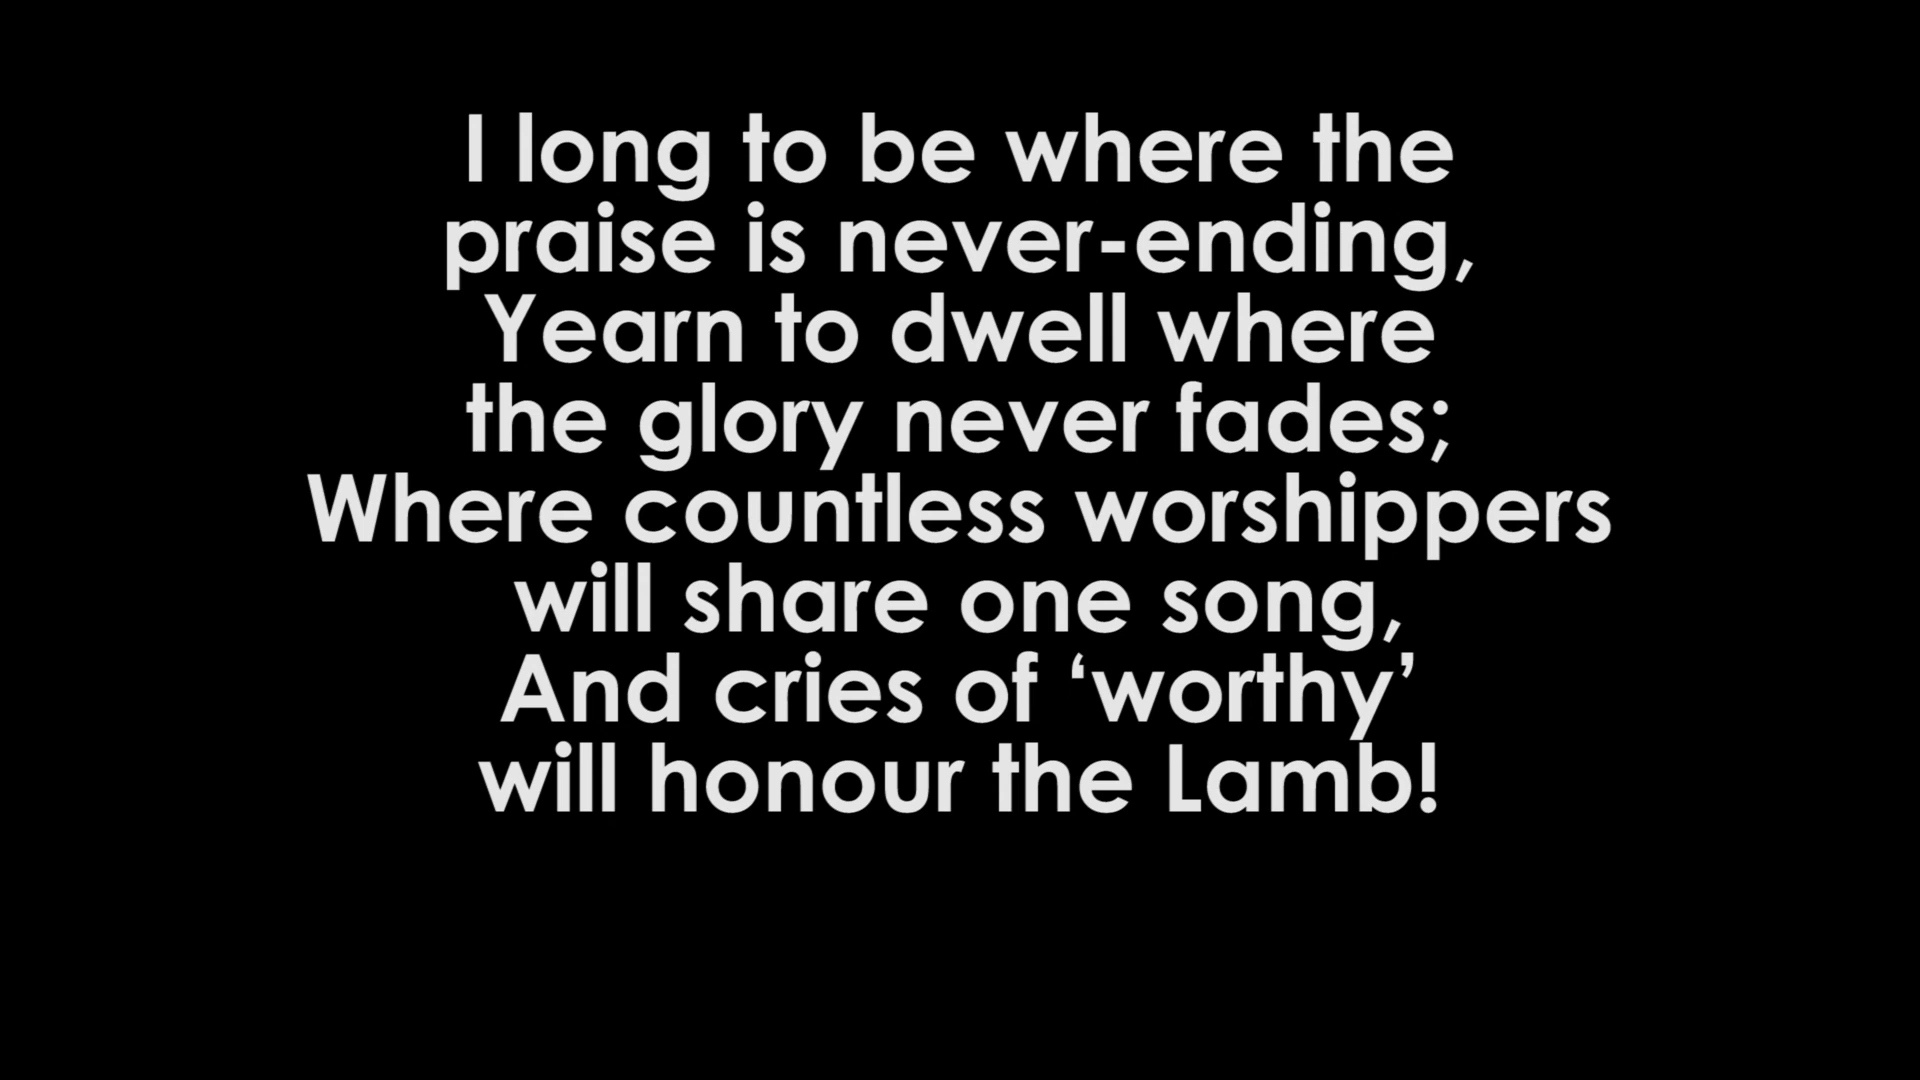 I long to be where the
praise is never-ending,
Yearn to dwell where
the glory never fades;
Where countless worshippers
will share one song,
And cries of ‘worthy’
will honour the Lamb!